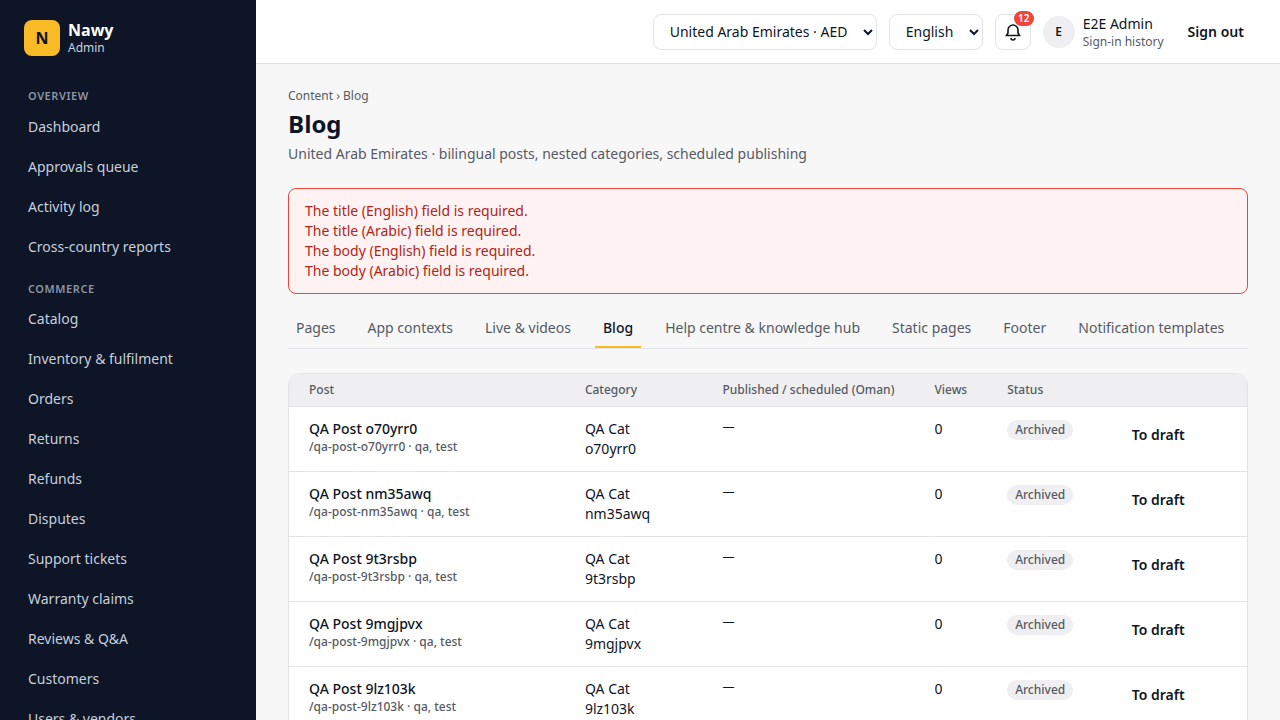 N
Nawy
Admin
United Arab Emirates · AED
English
12
E
E2E Admin
Sign-in history
Sign out
OVERVIEW
Dashboard
Approvals queue
Activity log
Cross-country reports
COMMERCE
Catalog
Inventory & fulfilment
Orders
Returns
Refunds
Disputes
Support tickets
Warranty claims
Reviews & Q&A
Customers
Users & vendors
Content › Blog
Blog
United Arab Emirates · bilingual posts, nested categories, scheduled publishing
The title (English) field is required.
The title (Arabic) field is required.
The body (English) field is required.
The body (Arabic) field is required.
Pages App contexts Live & videos Blog Help centre & knowledge hub Static pages Footer Notification templates
Post Category Published / scheduled (Oman) Views Status
QA Post o70yrr0 QA Cat o70yrr0 — 0 Archived To draft
/qa-post-o70yrr0 · qa, test
QA Post nm35awq QA Cat nm35awq — 0 Archived To draft
/qa-post-nm35awq · qa, test
QA Post 9t3rsbp QA Cat 9t3rsbp — 0 Archived To draft
/qa-post-9t3rsbp · qa, test
QA Post 9mgjpvx QA Cat 9mgjpvx — 0 Archived To draft
/qa-post-9mgjpvx · qa, test
QA Post 9lz103k QA Cat 9lz103k — 0 Archived To draft
/qa-post-9lz103k · qa, test